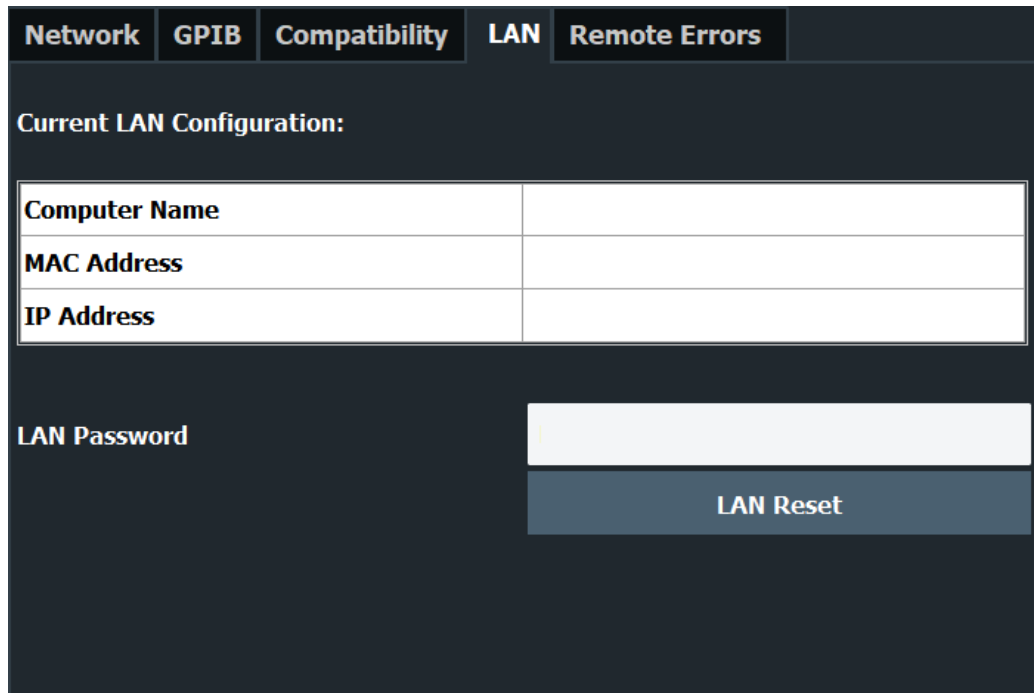 Network GPIB Compatibility LAN Remote Errors
Current LAN Configuration:
Computer Name
MAC Address
IP Address
LAN Password
LAN Reset